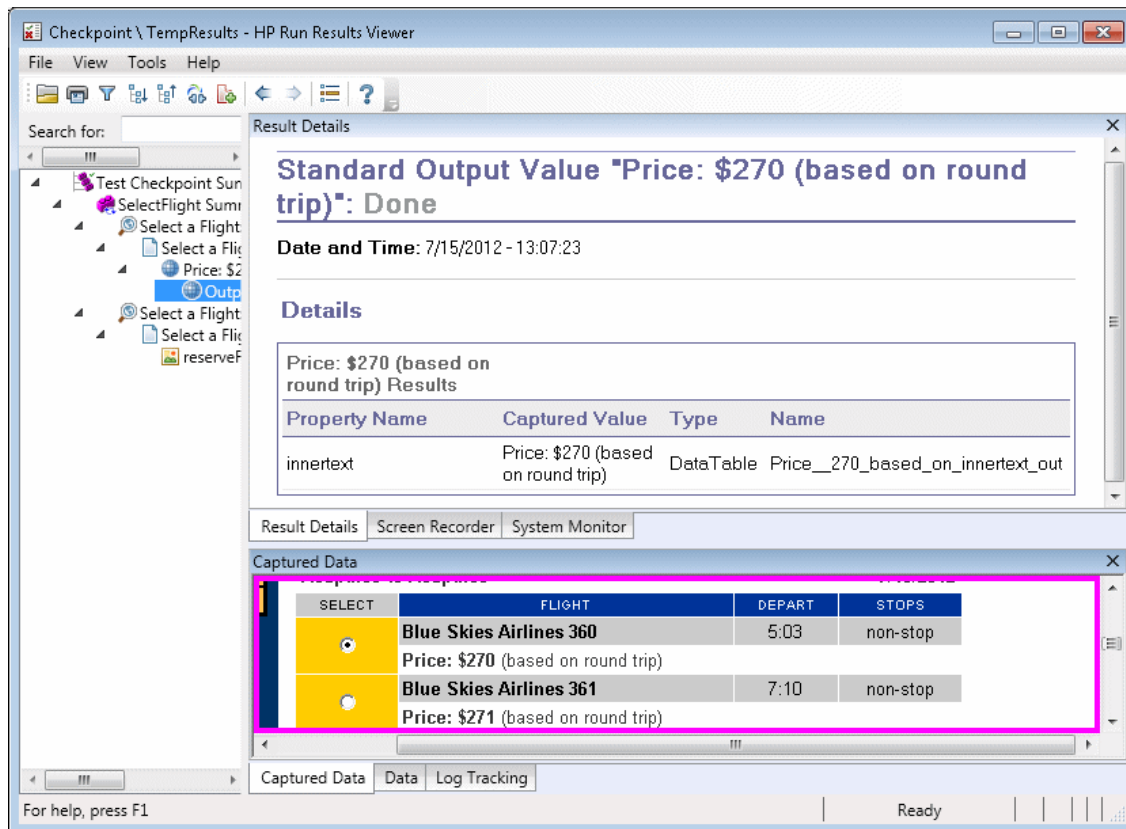 Checkpoint \ TempResults - HP Run Results Viewer
File View Tools Help
Search for:
Test Checkpoint Sun
SelectFlight Sumr
Select a Flight
Select a Flig
Price: $2
Outp
Select a Flight
Select a Flig
reserveF
Result Details
Standard Output Value "Price: $270 (based on round
trip)": Done
Date and Time: 7/15/2012 - 13:07:23
Details
Price: $270 (based on
round trip) Results
Property Name Captured Value Type Name
innertext Price: $270 (based
on round trip) DataTable Price__270_based_on_innertext_out
Result Details Screen Recorder System Monitor
Captured Data
SELECT FLIGHT DEPART STOPS
Blue Skies Airlines 360 5:03 non-stop
Price: $270 (based on round trip)
Blue Skies Airlines 361 7:10 non-stop
Price: $271 (based on round trip)
Captured Data Data Log Tracking
For help, press F1 Ready